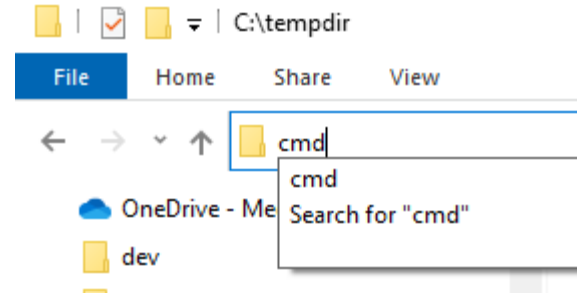 C:\tempdir
File Home Share View
cmd
cmd
OneDrive - Me
Search for "cmd"
dev